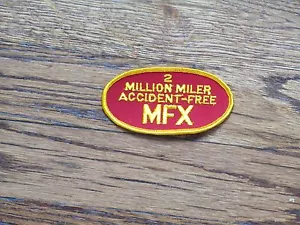 2
MILLION MILER
ACCIDENT-FREE
MFX